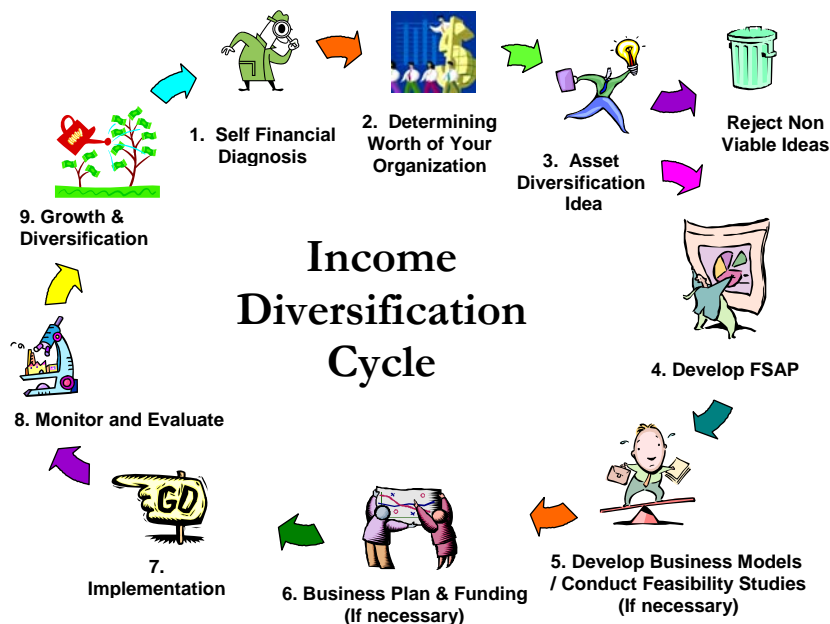 Income
Diversification
Cycle
1. Self Financial
Diagnosis
2. Determining
Worth of Your
Organization
3. Asset
Diversification
Idea
Reject Non
Viable Ideas
4. Develop FSAP
5. Develop Business Models
/ Conduct Feasibility Studies
(If necessary)
6. Business Plan & Funding
(If necessary)
7.
Implementation
GO
8. Monitor and Evaluate
9. Growth &
Diversification